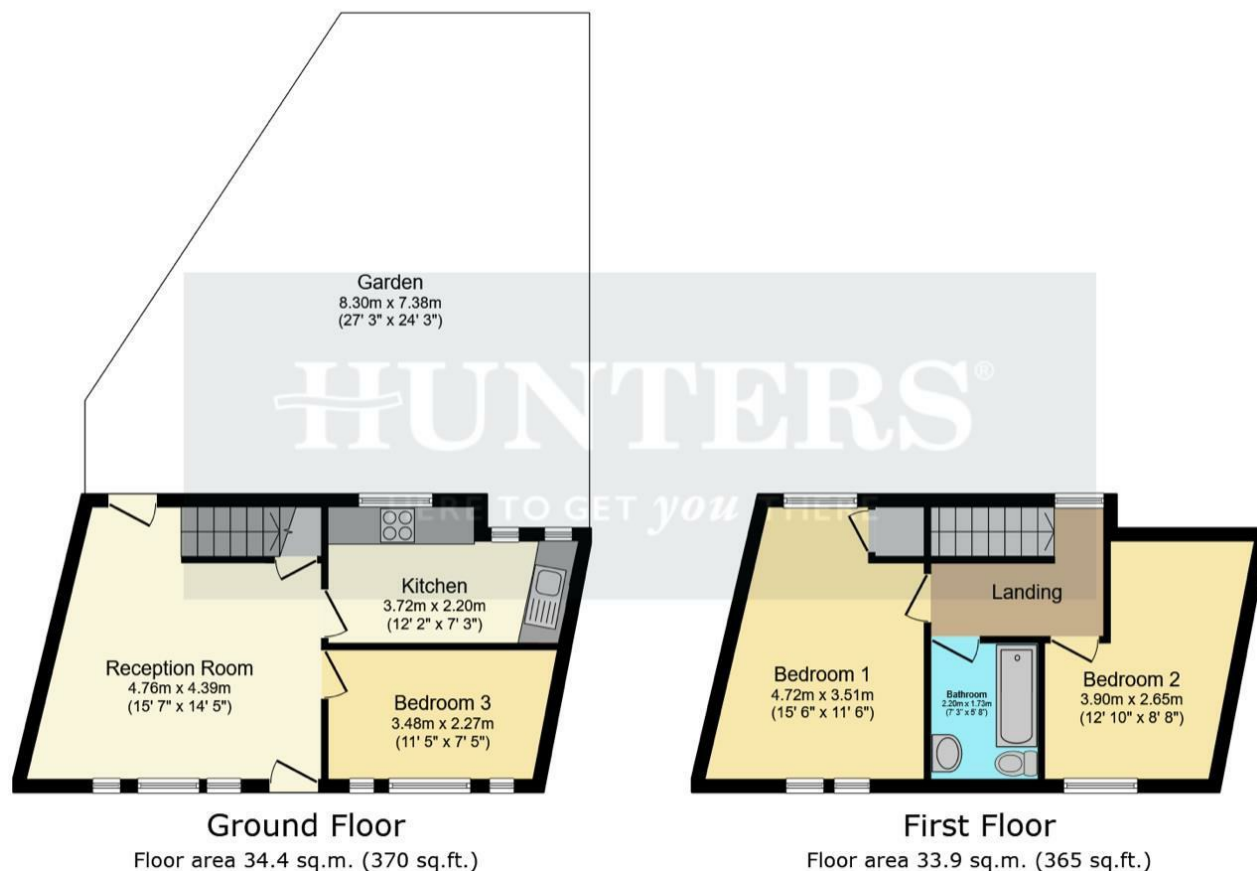 Garden
8.30m x 7.38m
(27' 3" x 24' 3")
HUNTERS®
HERE TO GET you THERE
Kitchen
3.72m x 2.20m
(12' 2" x 7' 3")
Reception Room
4.76m x 4.39m
(15' 7" x 14' 5")
Bedroom 3
3.48m x 2.27m
(11' 5" x 7' 5")
Ground Floor
Floor area 34.4 sq.m. (370 sq.ft.)
Landing
Bedroom 1
4.72m x 3.51m
(15' 6" x 11' 6")
Bathroom
2.20m x 1.73m
(7' 3" x 5' 8")
Bedroom 2
3.90m x 2.65m
(12' 10" x 8' 8")
First Floor
Floor area 33.9 sq.m. (365 sq.ft.)